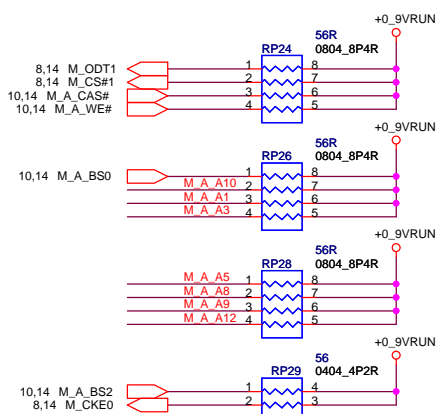 +0_9VRUN
56R
RP24 0804_8P4R
8,14 M_ODT1 1 8
8,14 M_CS#1 2 7
10,14 M_A_CAS# 3 6
10,14 M_A_WE# 4 5
+0_9VRUN
56R
RP26 0804_8P4R
10,14 M_A_BS0 1 8
M_A_A10 2 7
M_A_A1 3 6
M_A_A3 4 5
+0_9VRUN
56R
RP28 0804_8P4R
M_A_A5 1 8
M_A_A8 2 7
M_A_A9 3 6
M_A_A12 4 5
+0_9VRUN
56
RP29 0404_4P2R
10,14 M_A_BS2 1 4
8,14 M_CKE0 2 3